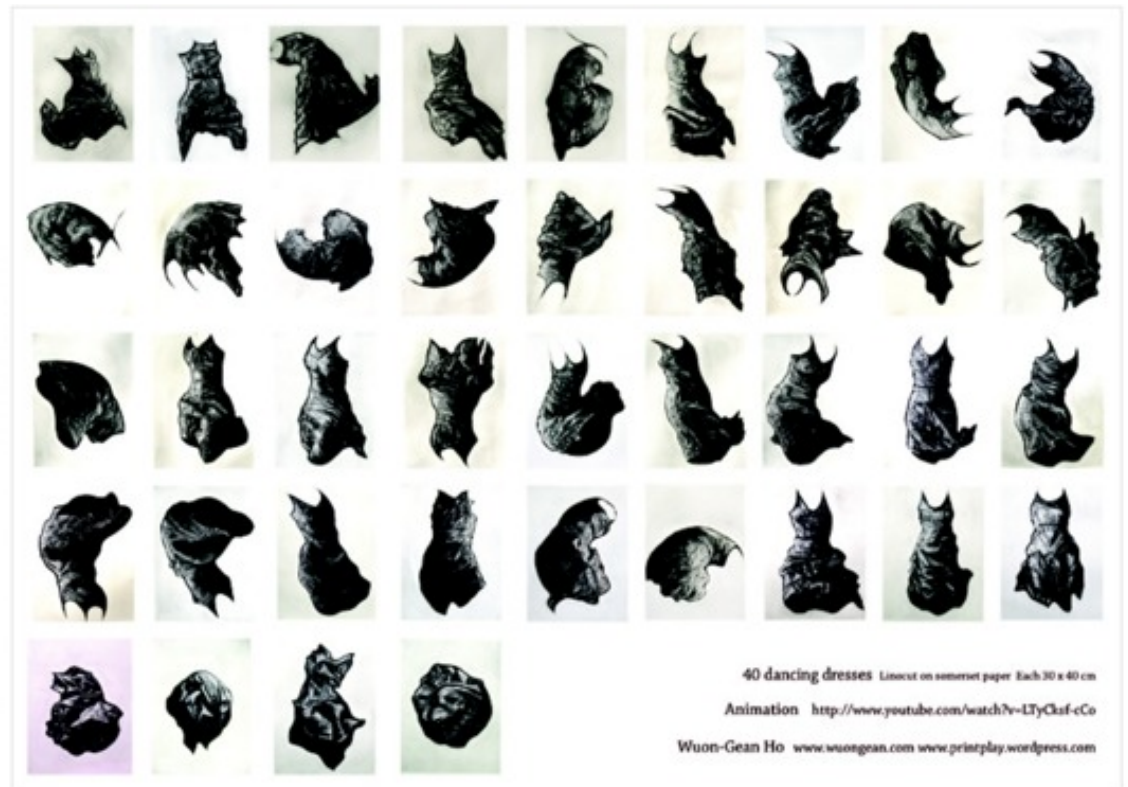 40 dancing dresses Linocut on somerset paper Each 30 x 40 cm
Animation http://www.youtube.com/watch?v=LTyCksf-cCo
Wuon-Gean Ho www.wuongean.com www.printplay.wordpress.com